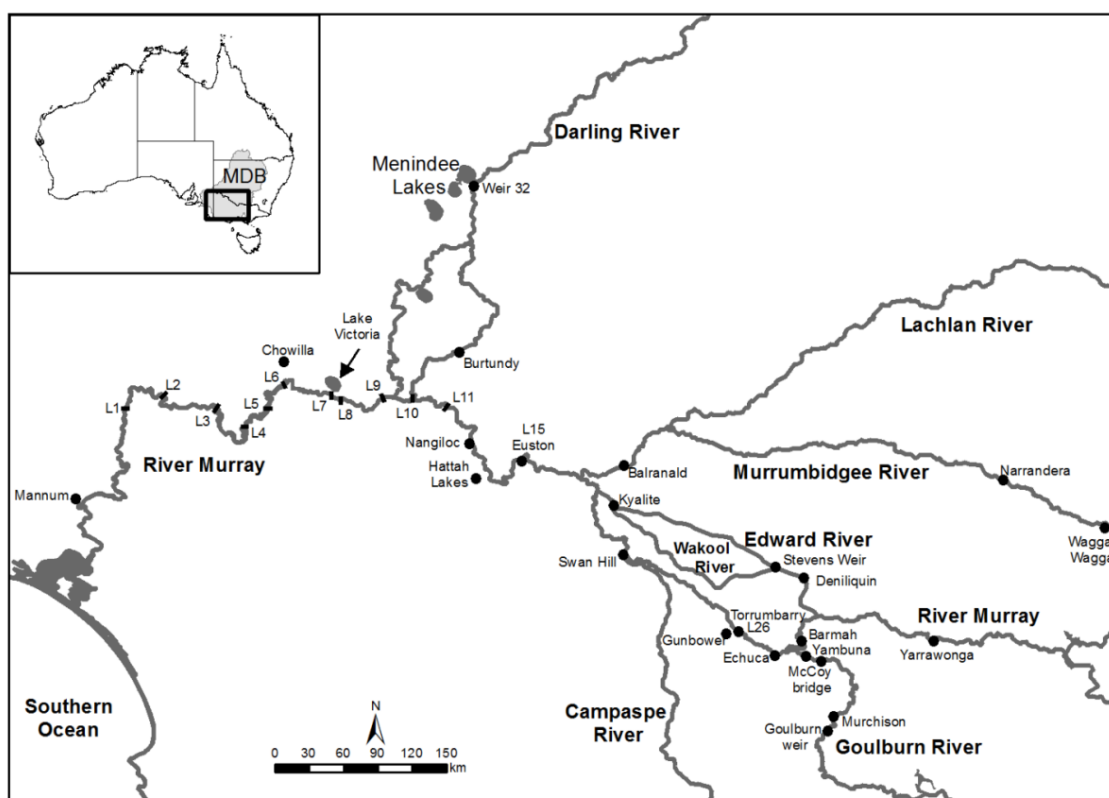 MDB
Darling River
Menindee
Lakes
Weir 32
Lachlan River
Lake
Victoria
Chowilla
Burtundy
L1
L2
L3
L4
L5
L6
L7
L8
L9
L10
L11
River Murray
Nangiloc
Hattah
Lakes
L15
Euston
Balranald
Murrumbidgee River
Narrandera
Mannum
Kyalite
Wagga
Wagga
Edward River
Wakool
River
Stevens Weir
Swan Hill
Deniliquin
Torrumbarry
L26
River Murray
Gunbower
Barmah
Yambuna
Yarrawonga
Echuca
McCoy
bridge
Southern
Ocean
Campaspe
River
Murchison
Goulburn
weir
Goulburn River
N
0 30 60 90 120 150
km